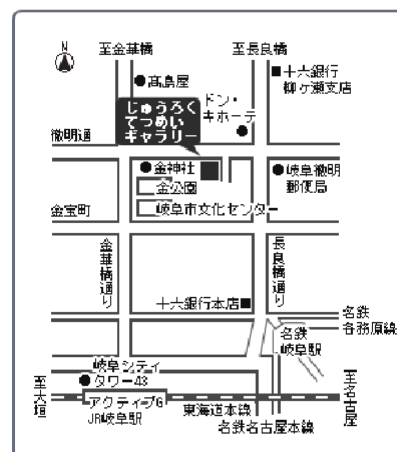 至金華橋
至長良橋
N
●髙島屋
■十六銀行
柳ヶ瀬支店
ドン・
キホーテ
じゅうろく
てつめい
ギャラリー
徹明通
●金神社
金公園
岐阜市文化センター
●岐阜徹明
郵便局
金宝町
金華橋通り
長良橋通り
十六銀行本店■
名鉄
各務原線
名鉄
岐阜駅
岐阜シティ
●タワー43
アクティブG
JR岐阜駅
至大垣
東海道本線
名鉄名古屋本線
至名古屋